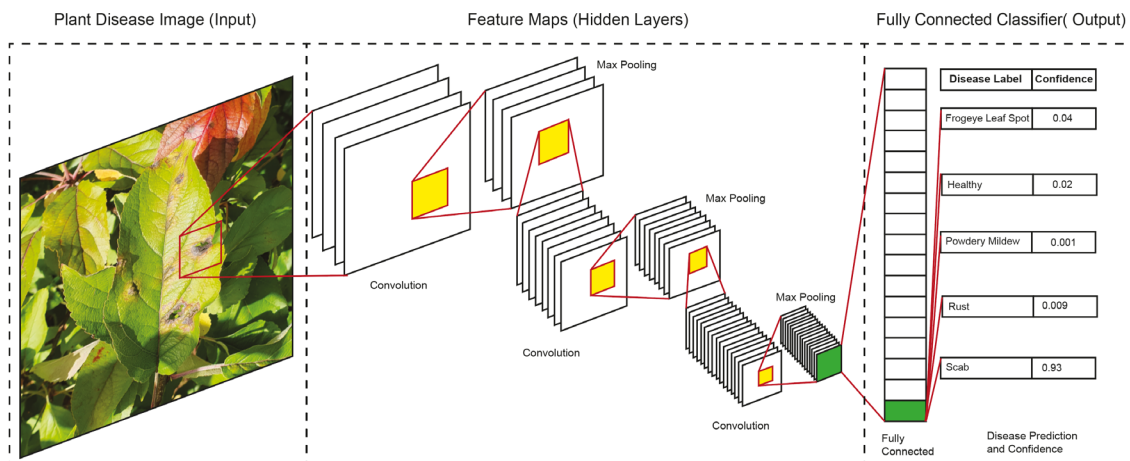 Plant Disease Image (Input)
Feature Maps (Hidden Layers)
Fully Connected Classifier( Output)
Max Pooling
Convolution
Max Pooling
Convolution
Max Pooling
Convolution
Disease Label Confidence
Frogeye Leaf Spot 0.04
Healthy 0.02
Powdery Mildew 0.001
Rust 0.009
Scab 0.93
Fully
Connected
Disease Prediction
and Confidence